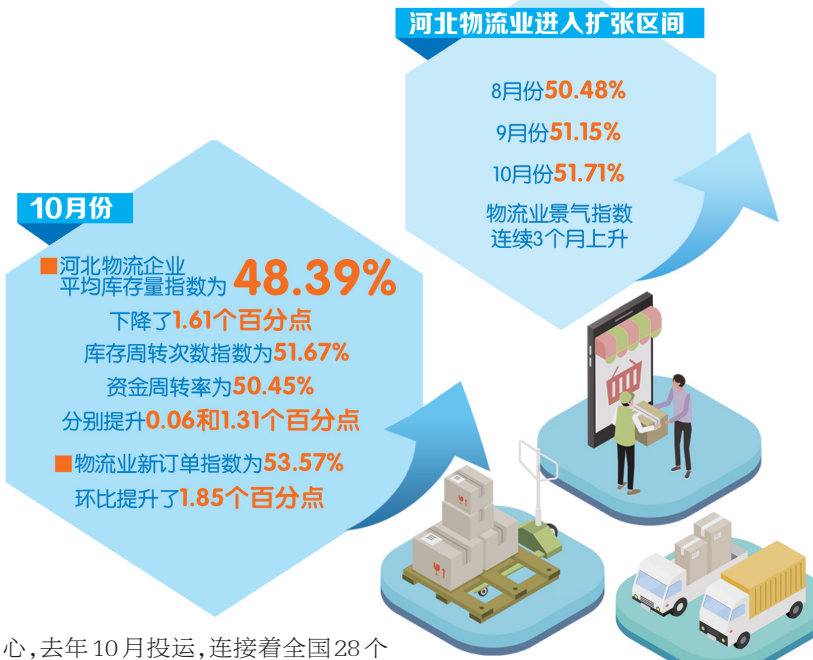 河北物流业进入扩张区间
8月份50.48%
9月份51.15%
10月份51.71%
物流业景气指数
连续3个月上升
10月份
■河北物流企业
平均库存量指数为48.39%
下降了1.61个百分点
库存周转次数指数为51.67%
资金周转率为50.45%
分别提升0.06和1.31个百分点
■物流业新订单指数为53.57%
环比提升了1.85个百分点
心,去年10月投运,连接着全国28个